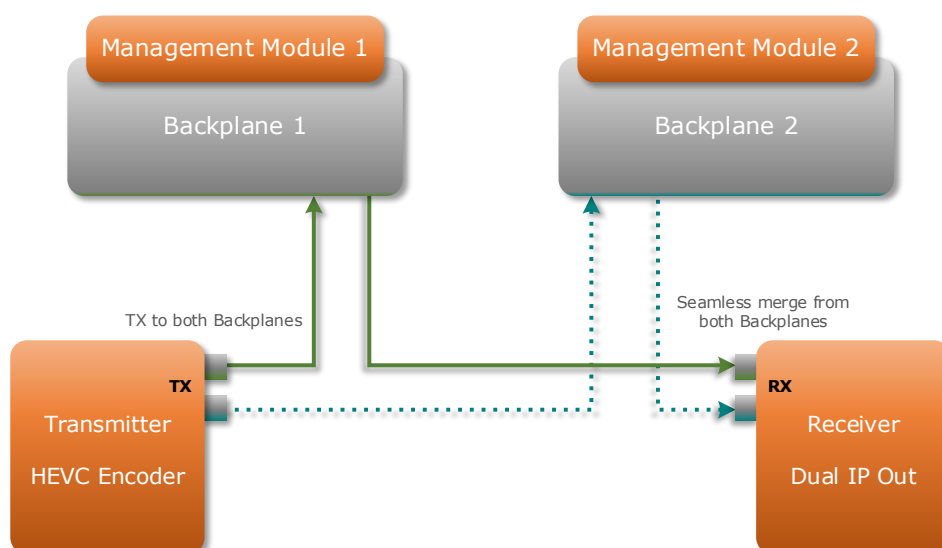 Management Module 1
Management Module 2
Backplane 1
Backplane 2
TX to both Backplanes
Seamless merge from
both Backplanes
TX
RX
Transmitter
HEVC Encoder
Receiver
Dual IP Out